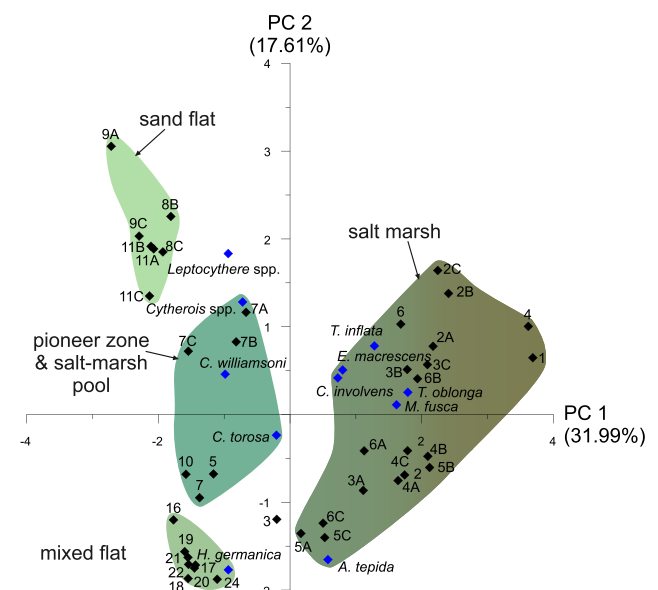 PC 2
(17.61%)
4
sand flat
9A
3
8B
9C
salt marsh
11B
8C
2
11A
Leptocythere spp.
2C
11C
2B
Cytherois spp.
7A
6
4
1
T. inflata
pioneer zone
7C
7B
2A
& salt-marsh
C. williamsoni
E. macrescens
3C
1
pool
3B
6B
C. involvens
T. oblonga
M. fusca
PC 1
(31.99%)
-4
-2
2
4
C. torosa
6A
4B
10
5
4C
2
5B
7
3A
4A
-1
16
3
6C
19
5A
5C
mixed flat
21
H. germanica
22
17
A. tepida
18
20
24
-2